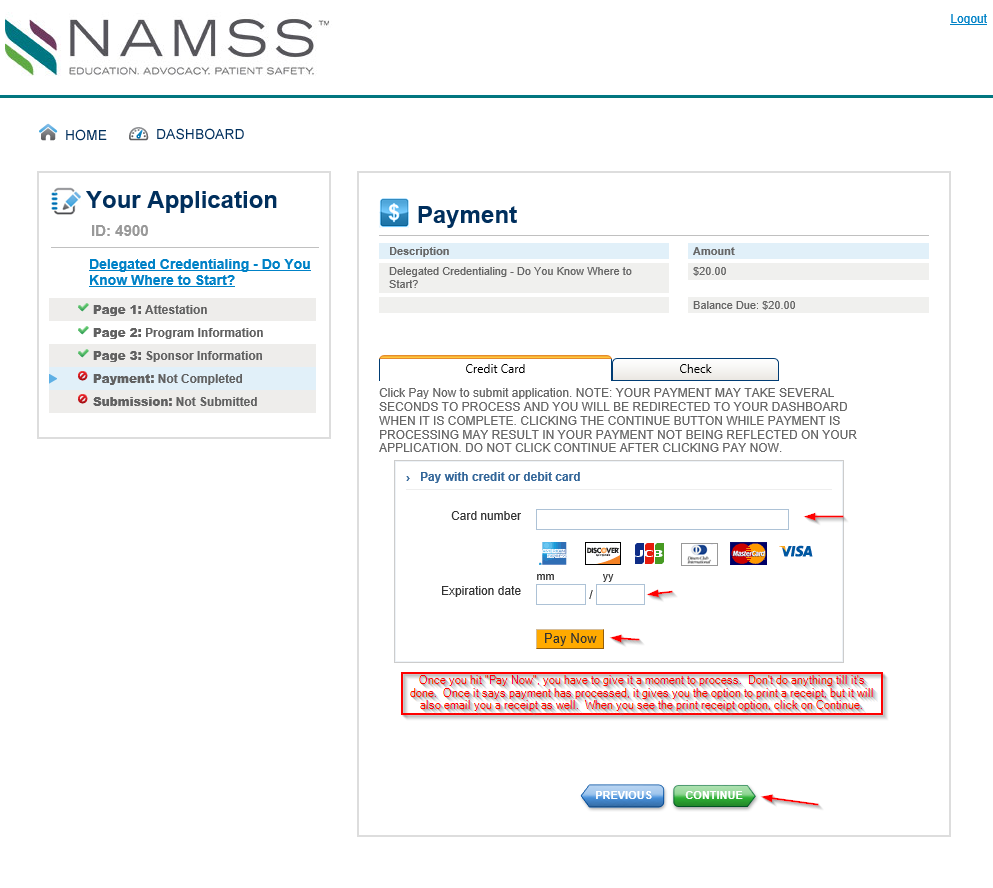 NAMSS™
EDUCATION. ADVOCACY. PATIENT SAFETY.
Logout
HOME
DASHBOARD
Your Application
ID: 4900
Delegated Credentialing - Do You
Know Where to Start?
Page 1: Attestation
Page 2: Program Information
Page 3: Sponsor Information
Payment: Not Completed
Submission: Not Submitted
$ Payment
Description
Amount
Delegated Credentialing - Do You Know Where to
Start?
$20.00
Balance Due: $20.00
Credit Card
Check
Click Pay Now to submit application. NOTE: YOUR PAYMENT MAY TAKE SEVERAL
SECONDS TO PROCESS AND YOU WILL BE REDIRECTED TO YOUR DASHBOARD
WHEN IT IS COMPLETE. CLICKING THE CONTINUE BUTTON WHILE PAYMENT IS
PROCESSING MAY RESULT IN YOUR PAYMENT NOT BEING REFLECTED ON YOUR
APPLICATION. DO NOT CLICK CONTINUE AFTER CLICKING PAY NOW.
› Pay with credit or debit card
Card number
AMERICAN EXPRESS
DISCOVER
JCB
Diners Club International
MasterCard
VISA
mm
yy
Expiration date
/
Pay Now
Once you hit "Pay Now", you have to give it a moment to process. Don't do anything till it's
done. Once it says payment has processed, it gives you the option to print a receipt, but it will
also email you a receipt as well. When you see the print receipt option, click on Continue.
PREVIOUS
CONTINUE